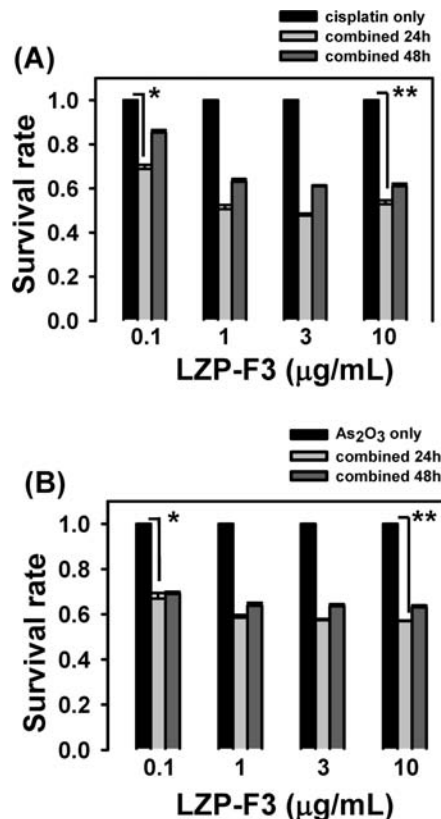 cisplatin only
combined 24h
combined 48h
(A)
* **
1.0
0.8
0.6
0.4
0.2
0.0
Survival rate
0.1 1 3 10
LZP-F3 (μg/mL)
As₂O₃ only
combined 24h
combined 48h
(B)
* **
1.0
0.8
0.6
0.4
0.2
0.0
Survival rate
0.1 1 3 10
LZP-F3 (μg/mL)